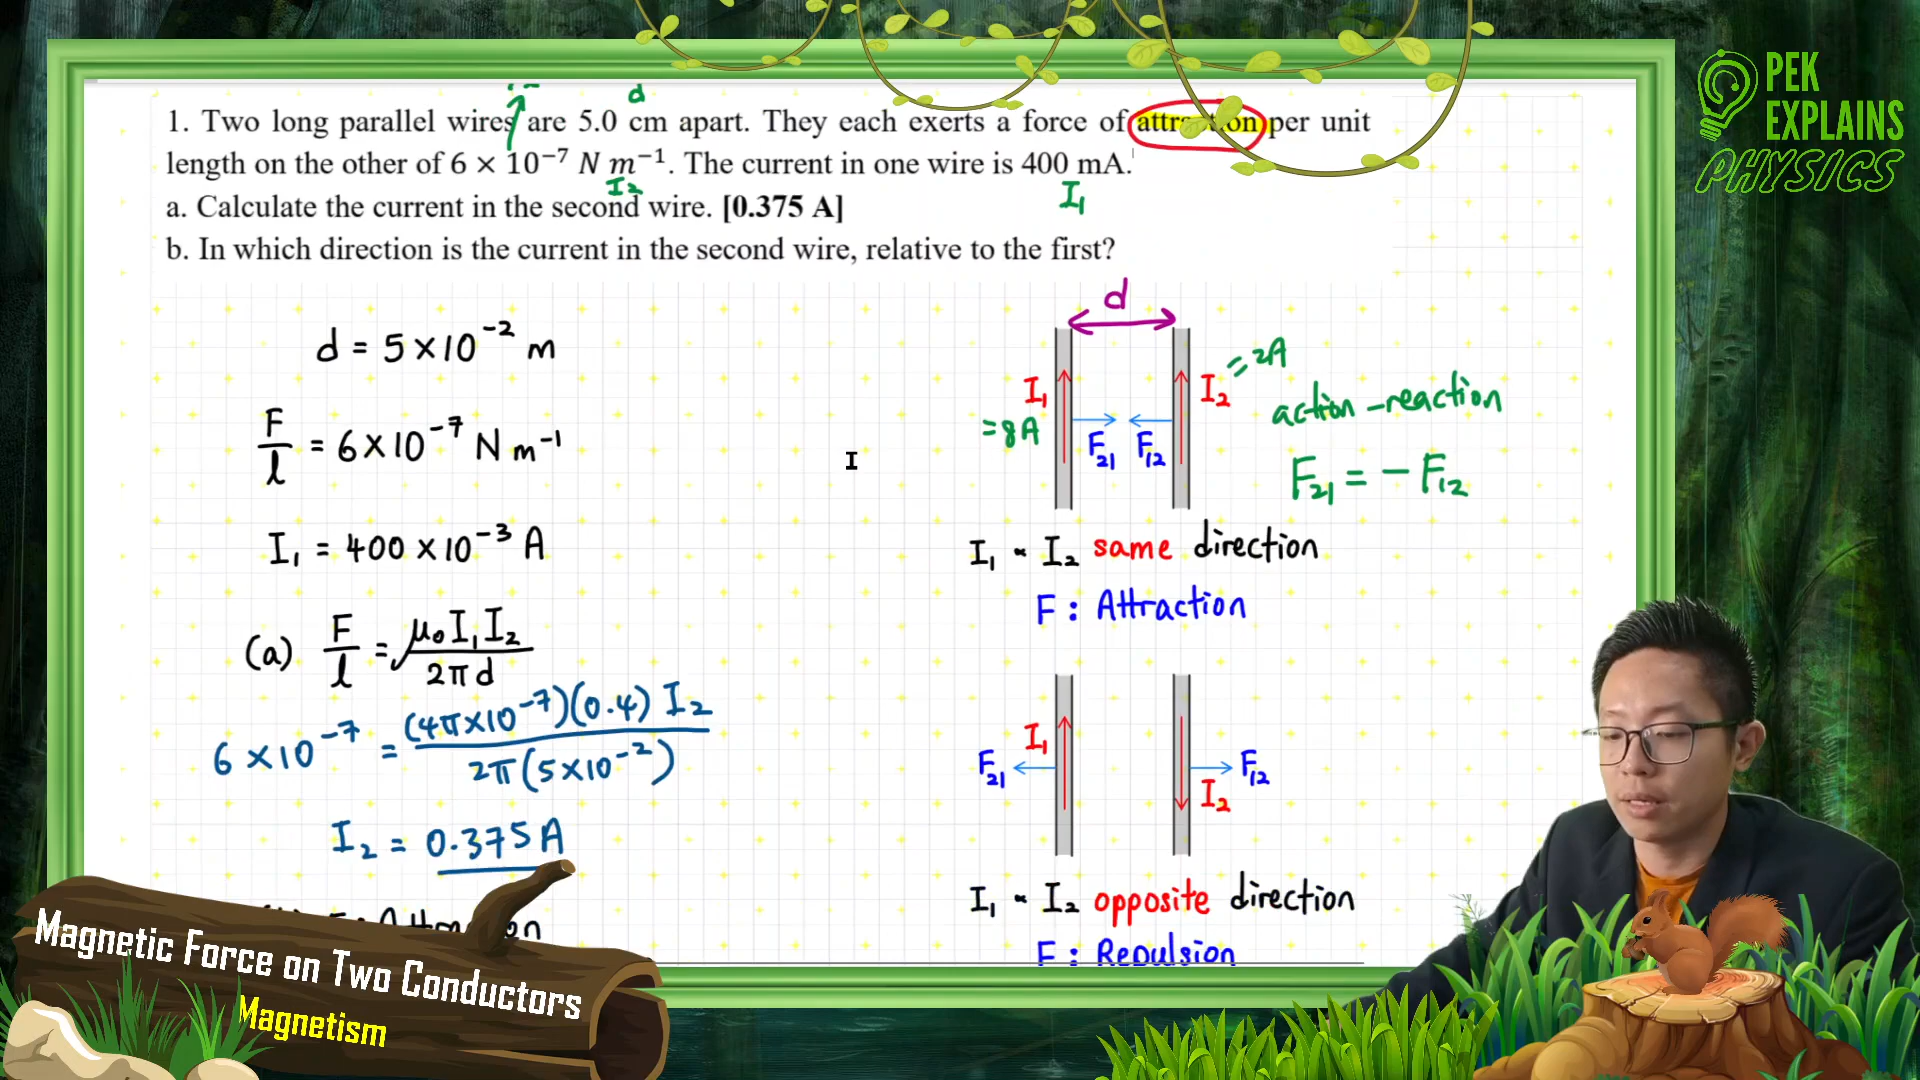 PEK
EXPLAINS
PHYSICS
d
1. Two long parallel wires are 5.0 cm apart. They each exerts a force of attraction per unit
length on the other of 6 × 10⁻⁷ N m⁻¹. The current in one wire is 400 mA.
I₂
I₁
a. Calculate the current in the second wire. [0.375 A]
b. In which direction is the current in the second wire, relative to the first?
d = 5×10⁻² m
F/l = 6×10⁻⁷ N m⁻¹
I₁ = 400 ×10⁻³ A
(a) F/l = μ₀I₁I₂/2πd
6×10⁻⁷ = (4π×10⁻⁷)(0.4) I₂/2π(5×10⁻²)
I₂ = 0.375 A
d
I₁ = 8A
I₂ = 2A
F₂₁ F₁₂
action-reaction
F₂₁ = - F₁₂
I₁ - I₂ same direction
F : Attraction
I₁
F₂₁
F₁₂
I₂
I₁ - I₂ opposite direction
F : Repulsion
Magnetic Force on Two Conductors
Magnetism